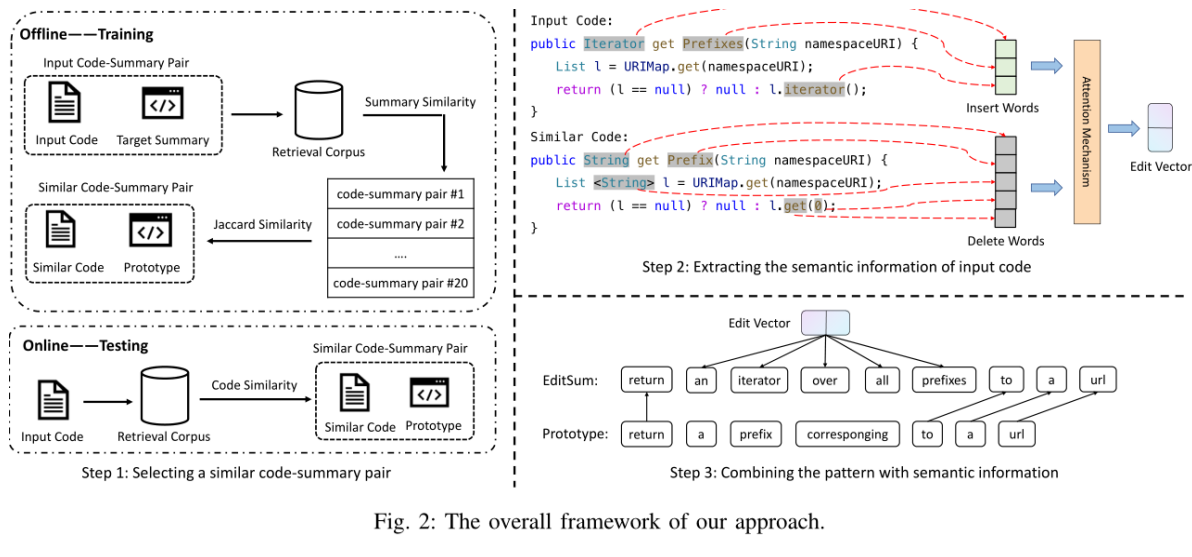 Offline——Training
Input Code-Summary Pair
Input Code
Target Summary
Retrieval Corpus
Summary Similarity
code-summary pair #1
code-summary pair #2
....
code-summary pair #20
Jaccard Similarity
Similar Code-Summary Pair
Similar Code
Prototype
Online——Testing
Input Code
Retrieval Corpus
Code Similarity
Similar Code-Summary Pair
Similar Code
Prototype
Step 1: Selecting a similar code-summary pair
Input Code:
public Iterator get Prefixes(String namespaceURI) {
List l = URIMap.get(namespaceURI);
return (l == null) ? null : l.iterator();
}
Similar Code:
public String get Prefix(String namespaceURI) {
List <String> l = URIMap.get(namespaceURI);
return (l == null) ? null : l.get(0);
}
Insert Words
Delete Words
Attention Mechanism
Edit Vector
Step 2: Extracting the semantic information of input code
Edit Vector
EditSum: return an iterator over all prefixes to a url
Prototype: return a prefix corresponging to a url
Step 3: Combining the pattern with semantic information
Fig. 2: The overall framework of our approach.